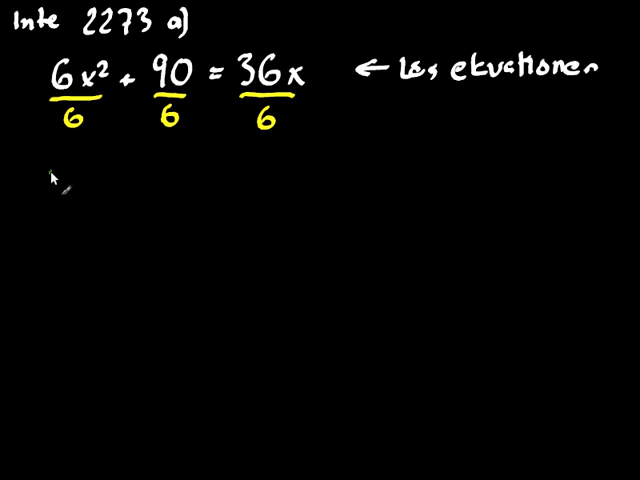 Inte 2273 a)
6x² + 90 = 36x ← Lös ekvationen
6 6 6